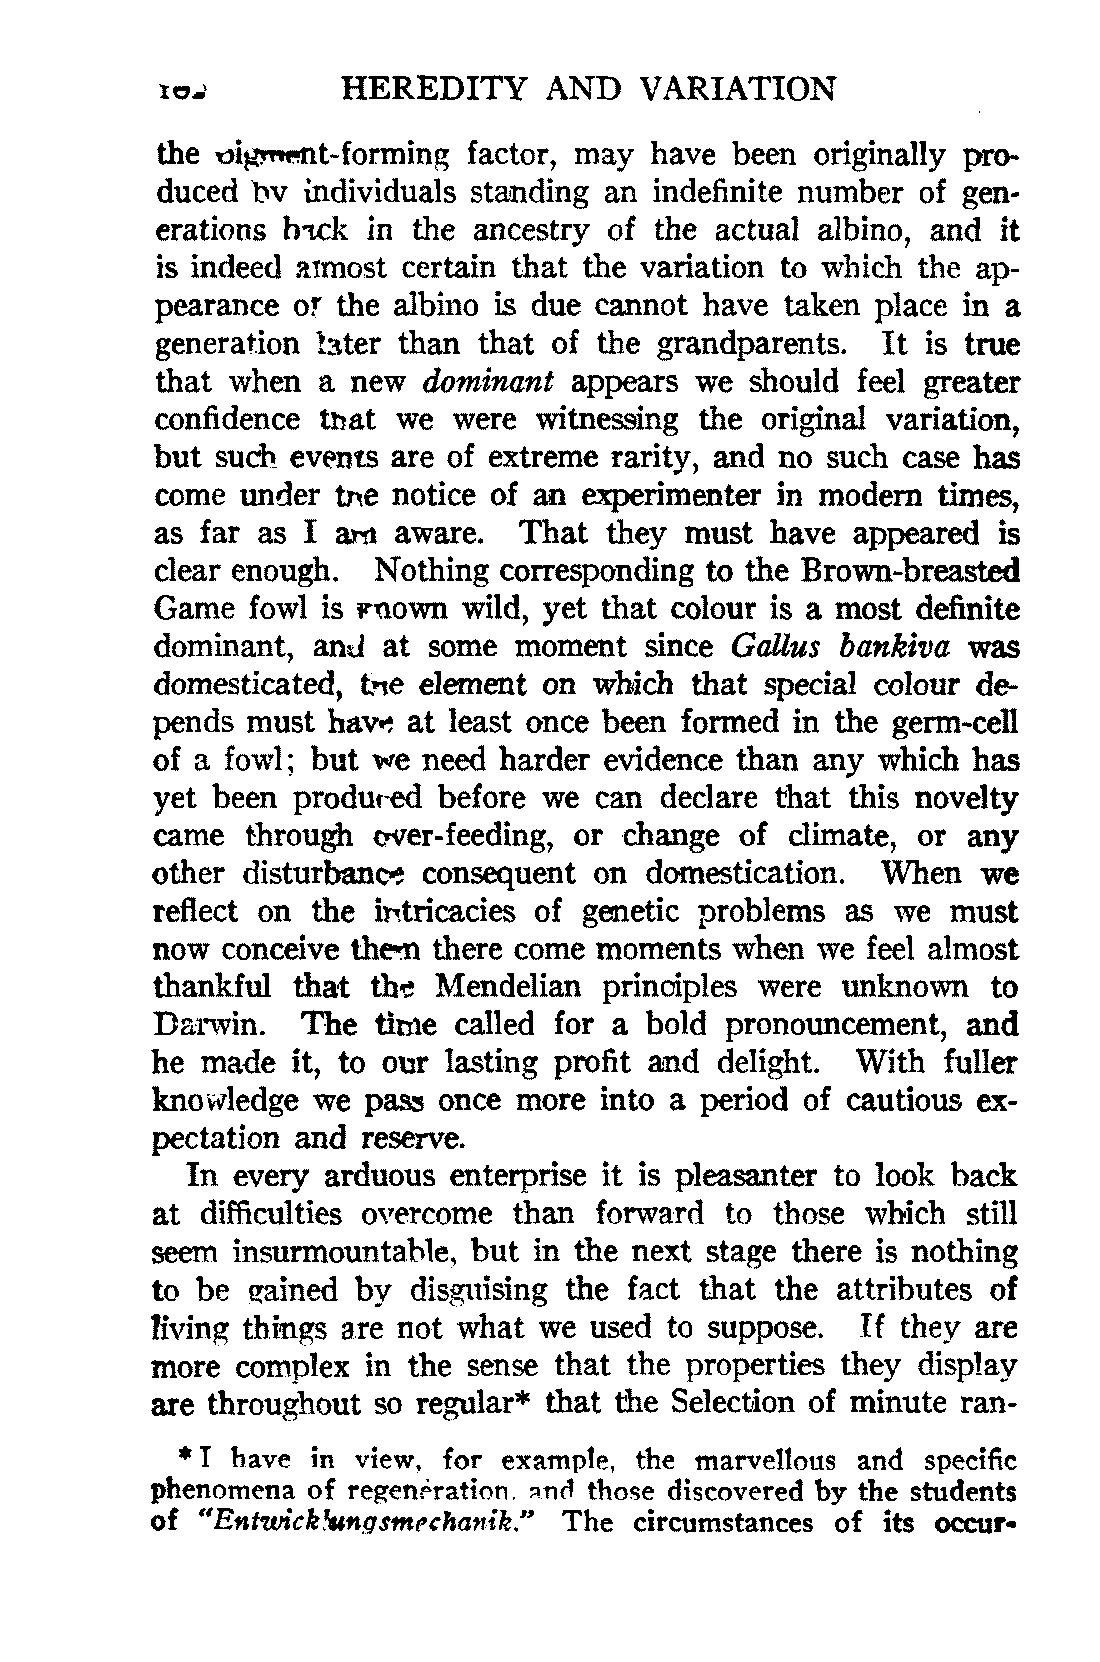 HEREDITY AND VARIATION
the pigment-forming factor, may have been originally pro-
duced by individuals standing an indefinite number of gen-
erations back in the ancestry of the actual albino, and it
is indeed almost certain that the variation to which the ap-
pearance of the albino is due cannot have taken place in a
generation later than that of the grandparents. It is true
that when a new dominant appears we should feel greater
confidence that we were witnessing the original variation,
but such events are of extreme rarity, and no such case has
come under the notice of an experimenter in modern times,
as far as I am aware. That they must have appeared is
clear enough. Nothing corresponding to the Brown-breasted
Game fowl is known wild, yet that colour is a most definite
dominant, and at some moment since Gallus bankiva was
domesticated, the element on which that special colour de-
pends must have at least once been formed in the germ-cell
of a fowl; but we need harder evidence than any which has
yet been produced before we can declare that this novelty
came through over-feeding, or change of climate, or any
other disturbance consequent on domestication. When we
reflect on the intricacies of genetic problems as we must
now conceive them there come moments when we feel almost
thankful that the Mendelian principles were unknown to
Darwin. The time called for a bold pronouncement, and
he made it, to our lasting profit and delight. With fuller
knowledge we pass once more into a period of cautious ex-
pectation and reserve.
In every arduous enterprise it is pleasanter to look back
at difficulties overcome than forward to those which still
seem insurmountable, but in the next stage there is nothing
to be gained by disguising the fact that the attributes of
living things are not what we used to suppose. If they are
more complex in the sense that the properties they display
are throughout so regular* that the Selection of minute ran-
* I have in view, for example, the marvellous and specific
phenomena of regeneration, and those discovered by the students
of "Entwicklungsmechanik." The circumstances of its occur-